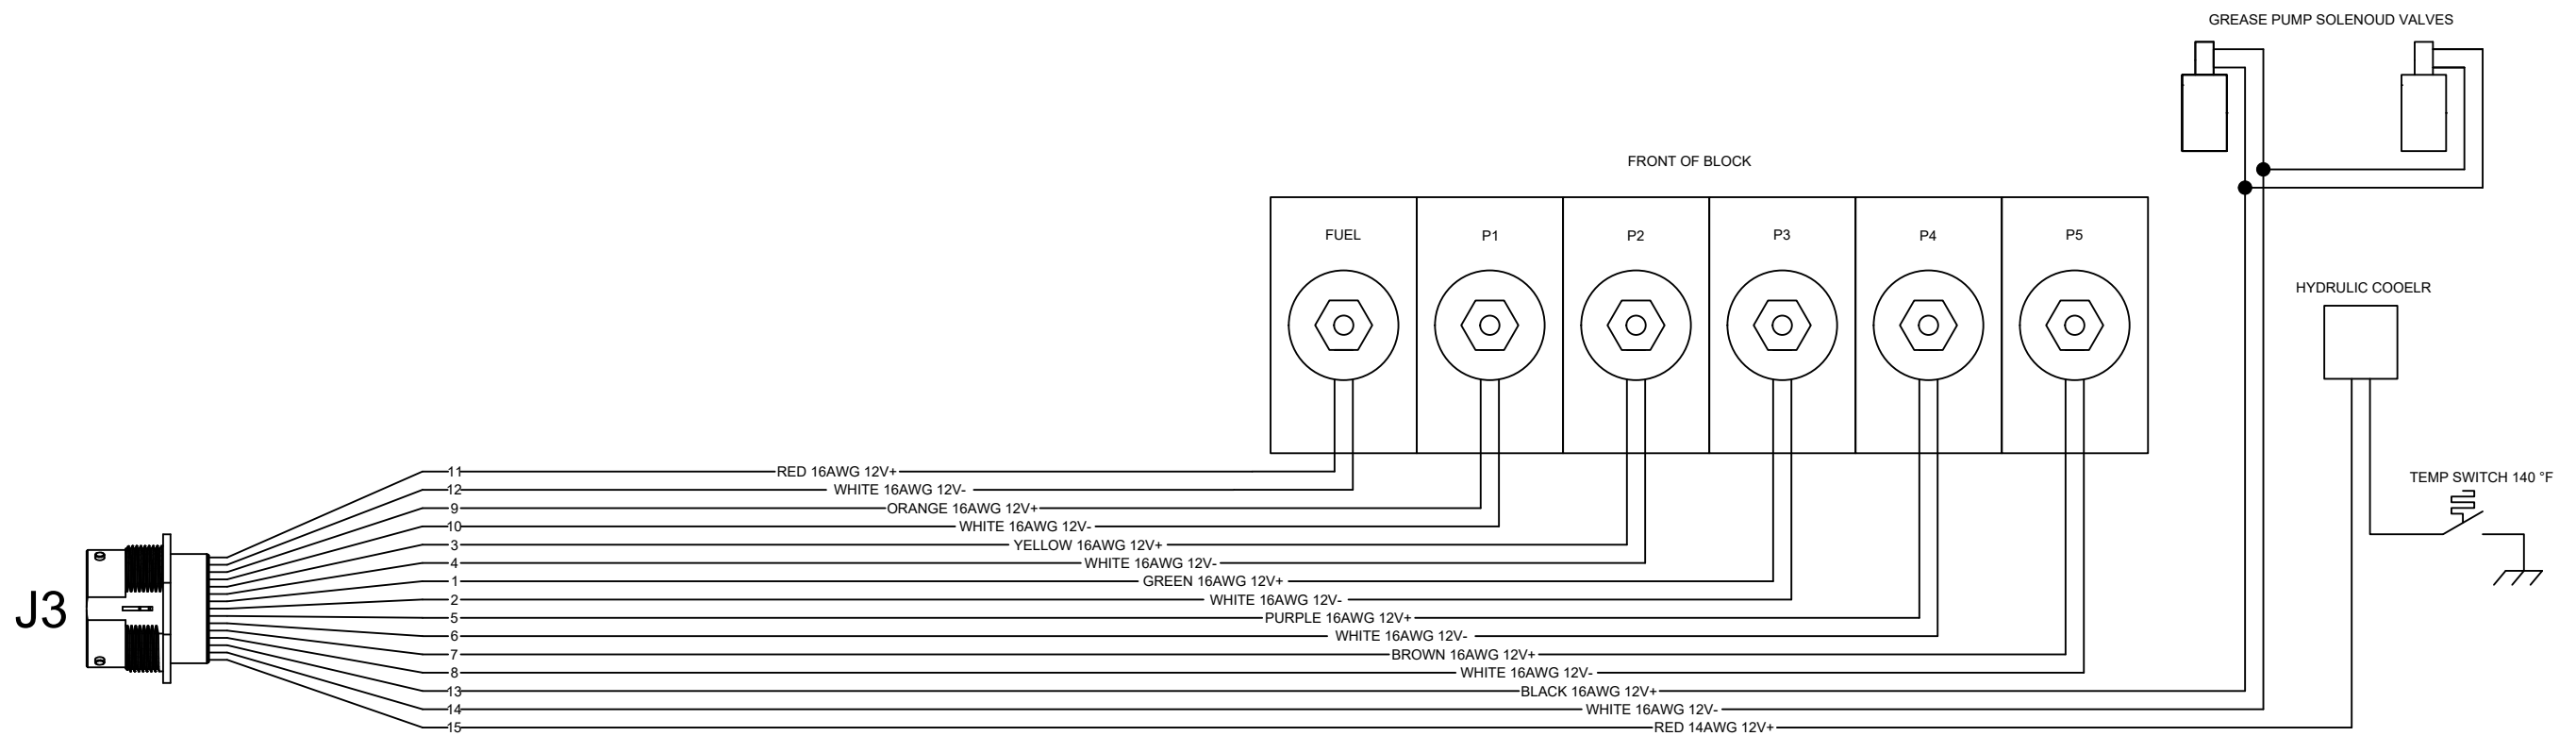 GREASE PUMP SOLENOUD VALVES
FRONT OF BLOCK
FUEL
P1
P2
P3
P4
P5
HYDRULIC COOELR
TEMP SWITCH 140 °F
J3
11 RED 16AWG 12V+
12 WHITE 16AWG 12V-
9 ORANGE 16AWG 12V+
10 WHITE 16AWG 12V-
3 YELLOW 16AWG 12V+
4 WHITE 16AWG 12V-
1 GREEN 16AWG 12V+
2 WHITE 16AWG 12V-
5 PURPLE 16AWG 12V+
6 WHITE 16AWG 12V-
7 BROWN 16AWG 12V+
8 WHITE 16AWG 12V-
13 BLACK 16AWG 12V+
14 WHITE 16AWG 12V-
15 RED 14AWG 12V+